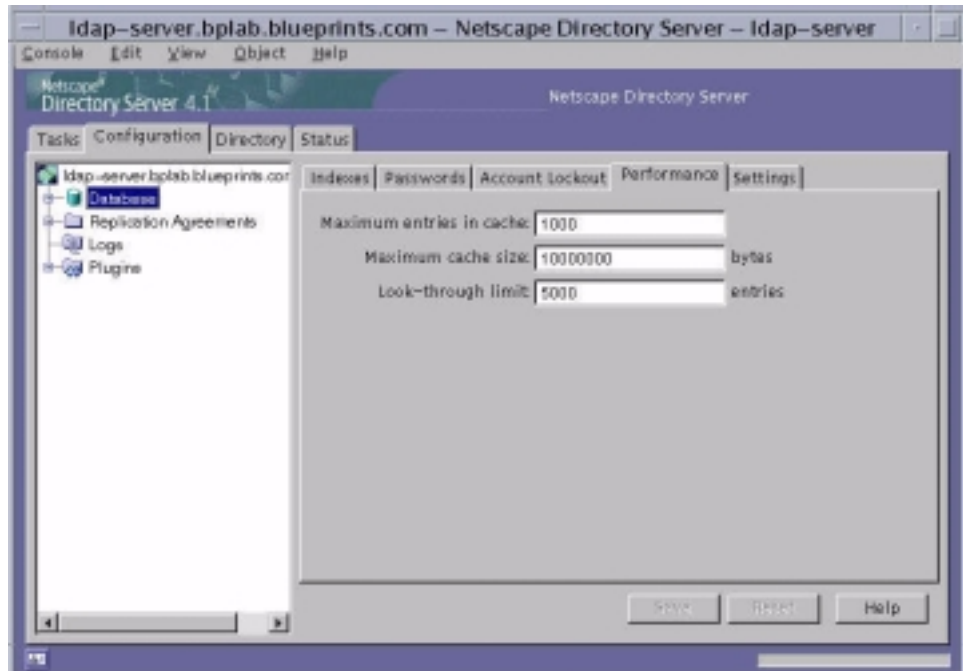 ldap-server.bplab.blueprints.com – Netscape Directory Server – ldap-server
Console Edit View Object Help
Netscape®
Directory Server 4.1
Netscape Directory Server
Tasks Configuration Directory Status
ldap-server.bplab.blueprints.com
Database
Replication Agreements
Logs
Plugins
Indexes Passwords Account Lockout Performance Settings
Maximum entries in cache: 1000
Maximum cache size: 10000000 bytes
Look-through limit: 5000 entries
Save Reset Help